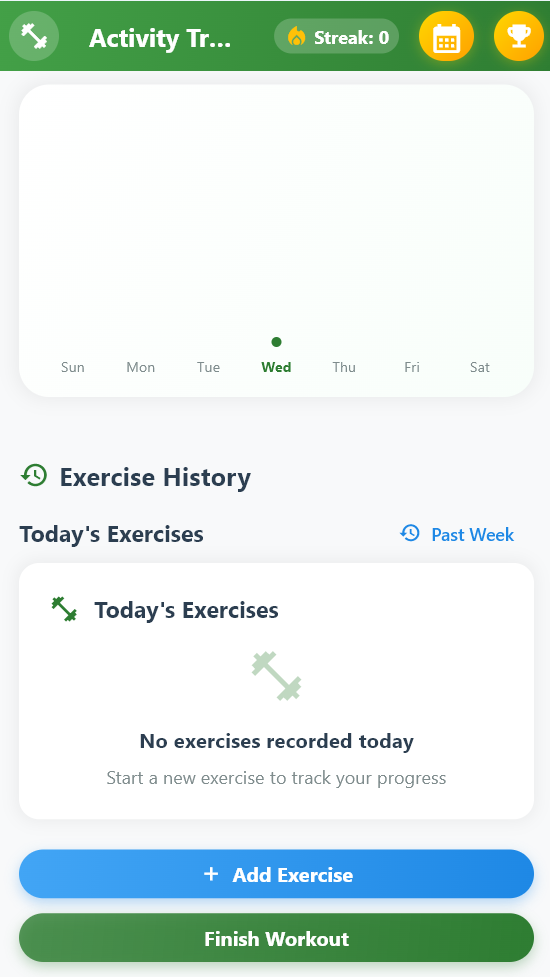 Activity Tr...
Streak: 0
Sun Mon Tue Wed Thu Fri Sat
Exercise History
Today's Exercises
Past Week
Today's Exercises
No exercises recorded today
Start a new exercise to track your progress
+ Add Exercise
Finish Workout